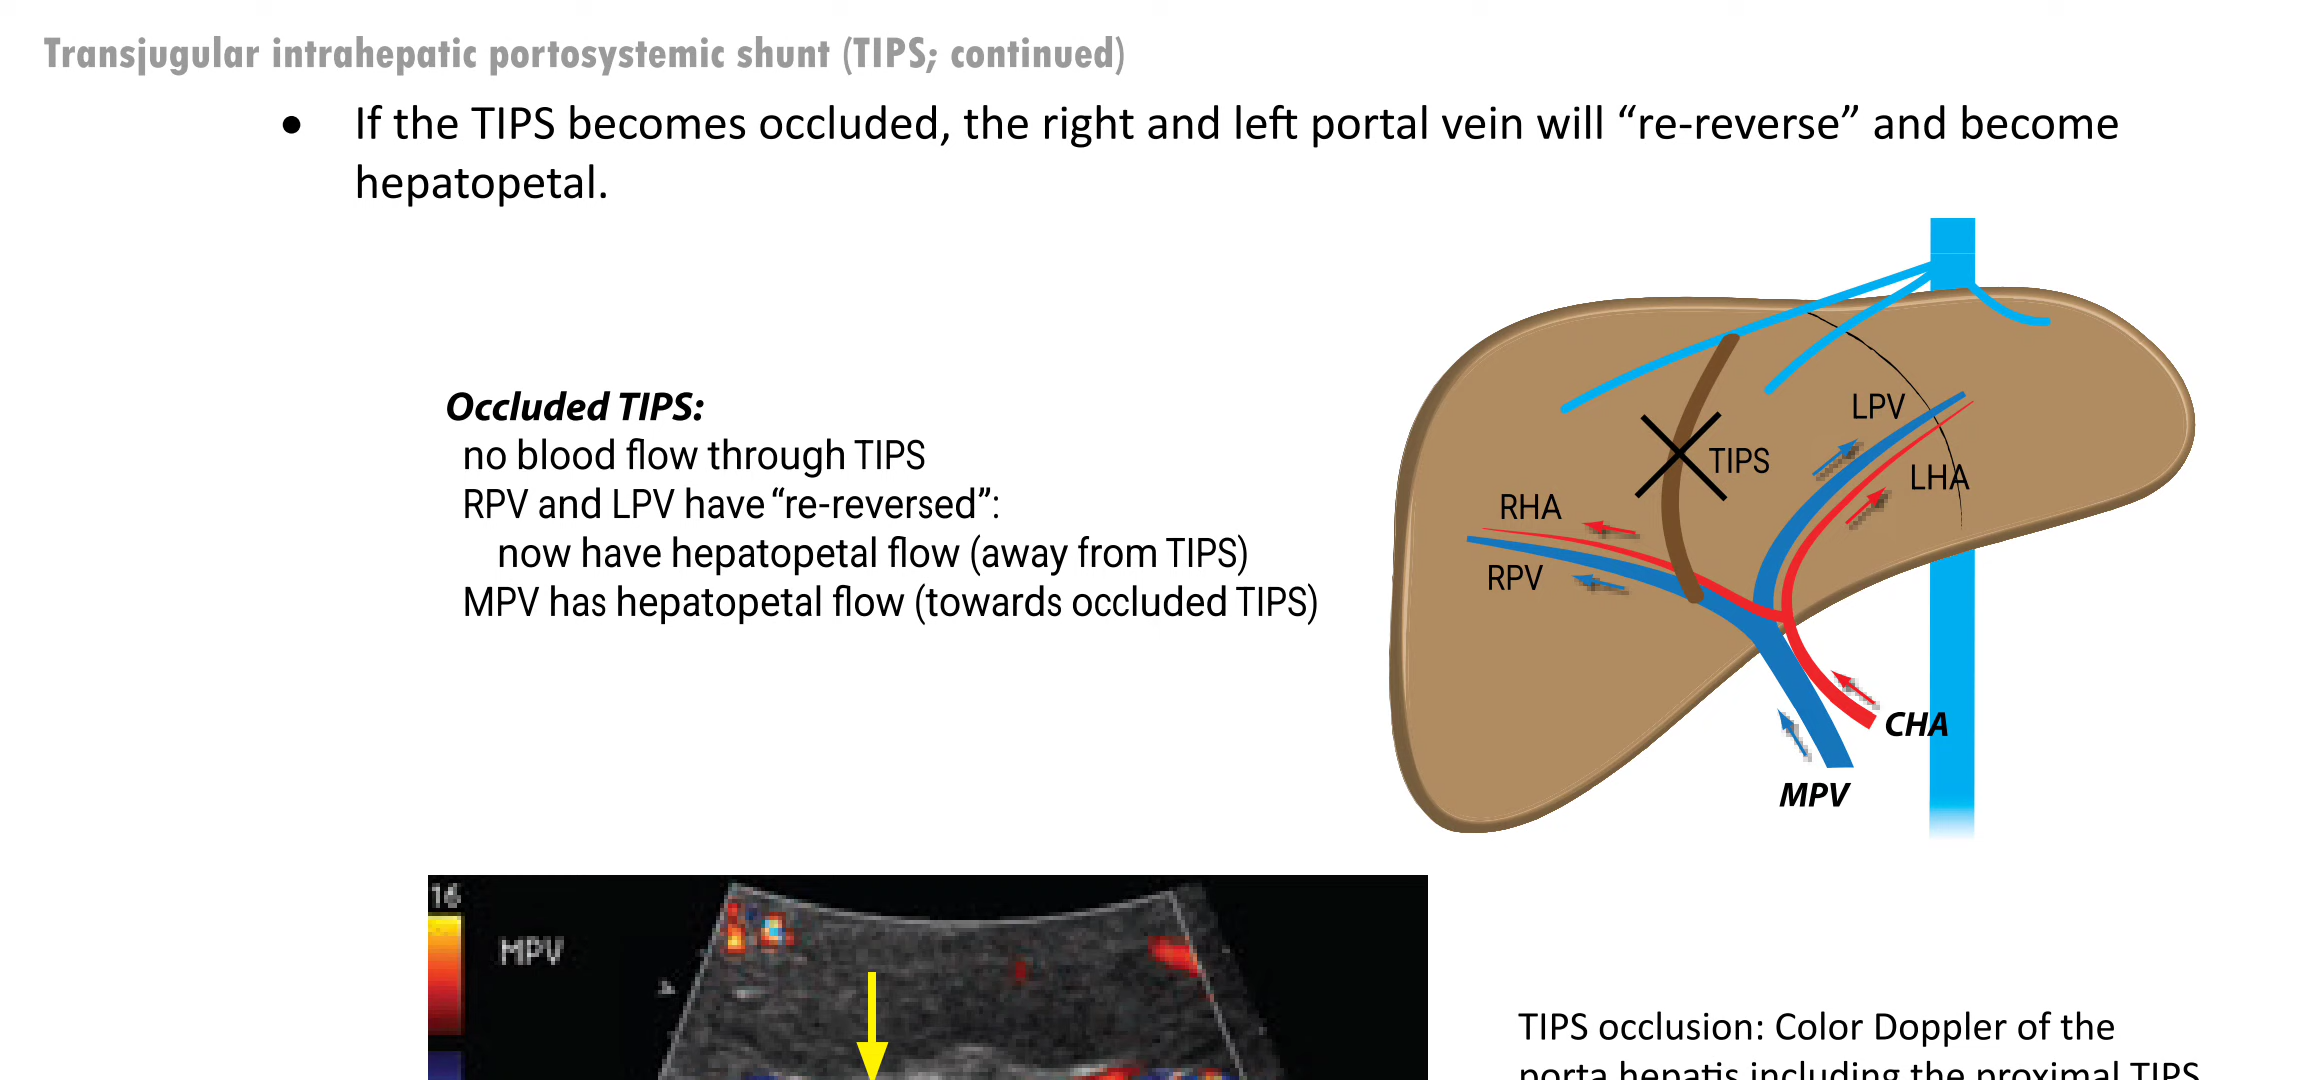 Transjugular intrahepatic portosystemic shunt (TIPS; continued)
• If the TIPS becomes occluded, the right and left portal vein will “re-reverse” and become
hepatopetal.
Occluded TIPS:
no blood flow through TIPS
RPV and LPV have “re-reversed”:
now have hepatopetal flow (away from TIPS)
MPV has hepatopetal flow (towards occluded TIPS)
LPV
TIPS
LHA
RHA
RPV
CHA
MPV
16
MPV
TIPS occlusion: Color Doppler of the
porta hepatis including the proximal TIPS